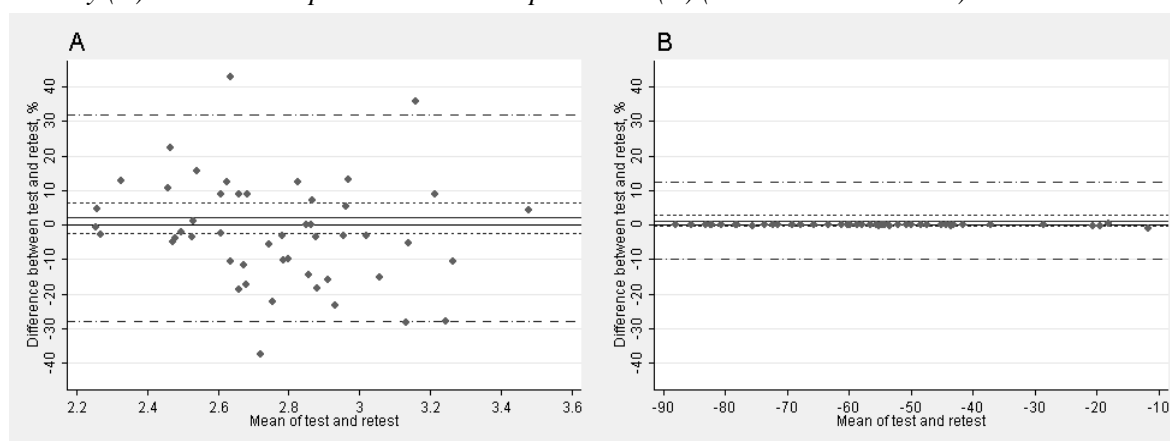 A
B
Difference between test and retest, %
40
30
20
10
0
-10
-20
-30
-40
2.2 2.4 2.6 2.8 3 3.2 3.4 3.6
Mean of test and retest
Difference between test and retest, %
40
30
20
10
0
-10
-20
-30
-40
-90 -80 -70 -60 -50 -40 -30 -20 -10
Mean of test and retest